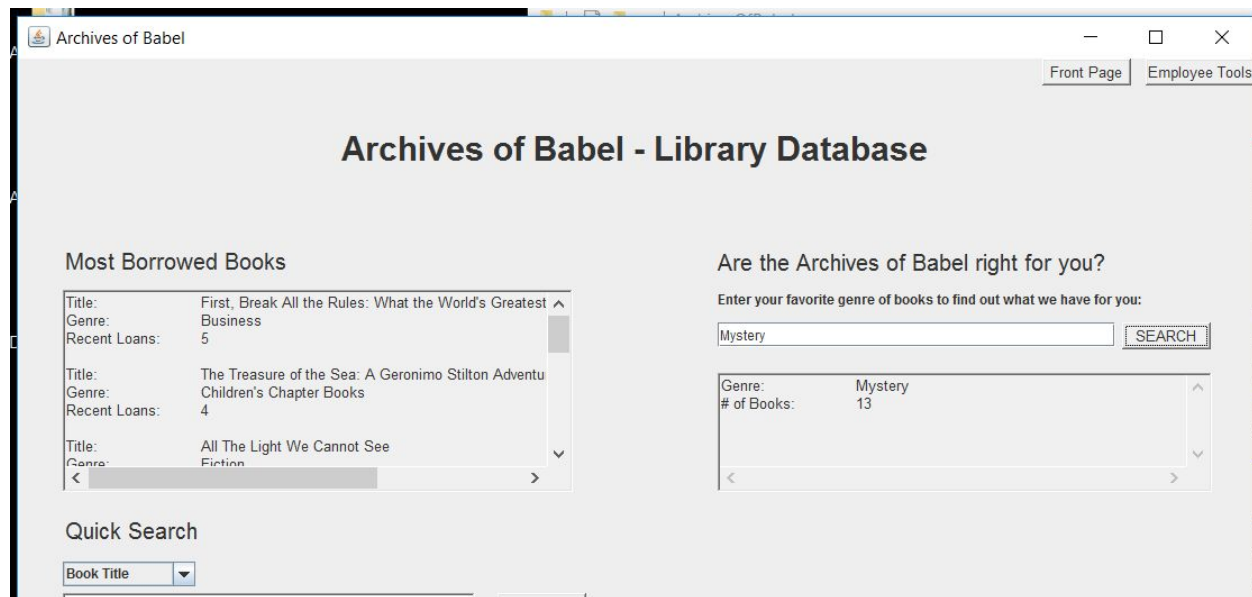 Archives of Babel
Front Page Employee Tools
Archives of Babel - Library Database
Most Borrowed Books
Title: First, Break All the Rules: What the World's Greatest
Genre: Business
Recent Loans: 5
Title: The Treasure of the Sea: A Geronimo Stilton Adventu
Genre: Children's Chapter Books
Recent Loans: 4
Title: All The Light We Cannot See
Genre: Fiction
Are the Archives of Babel right for you?
Enter your favorite genre of books to find out what we have for you:
Mystery SEARCH
Genre: Mystery
# of Books: 13
Quick Search
Book Title